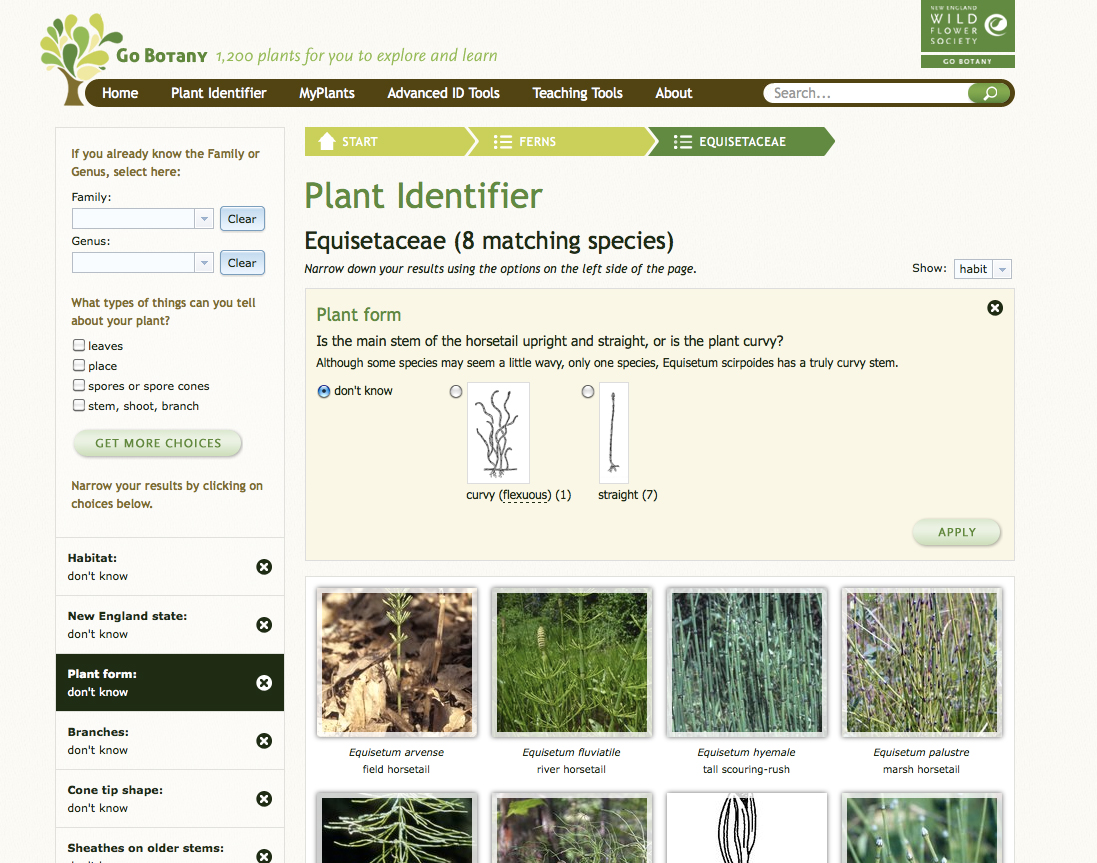 NEW ENGLAND
WILD
FLOWER
SOCIETY
GO BOTANY
Go Botany 1,200 plants for you to explore and learn
Home Plant Identifier MyPlants Advanced ID Tools Teaching Tools About Search...
START FERNS EQUISETACEAE
If you already know the Family or
Genus, select here:
Family:
Clear
Genus:
Clear
What types of things can you tell
about your plant?
leaves
place
spores or spore cones
stem, shoot, branch
GET MORE CHOICES
Narrow your results by clicking on
choices below.
Habitat:
don't know
New England state:
don't know
Plant form:
don't know
Branches:
don't know
Cone tip shape:
don't know
Sheathes on older stems:
Plant Identifier
Equisetaceae (8 matching species)
Narrow down your results using the options on the left side of the page.
Show: habit
Plant form
Is the main stem of the horsetail upright and straight, or is the plant curvy?
Although some species may seem a little wavy, only one species, Equisetum scirpoides has a truly curvy stem.
don't know
curvy (flexuous) (1) straight (7)
APPLY
Equisetum arvense
field horsetail
Equisetum fluviatile
river horsetail
Equisetum hyemale
tall scouring-rush
Equisetum palustre
marsh horsetail